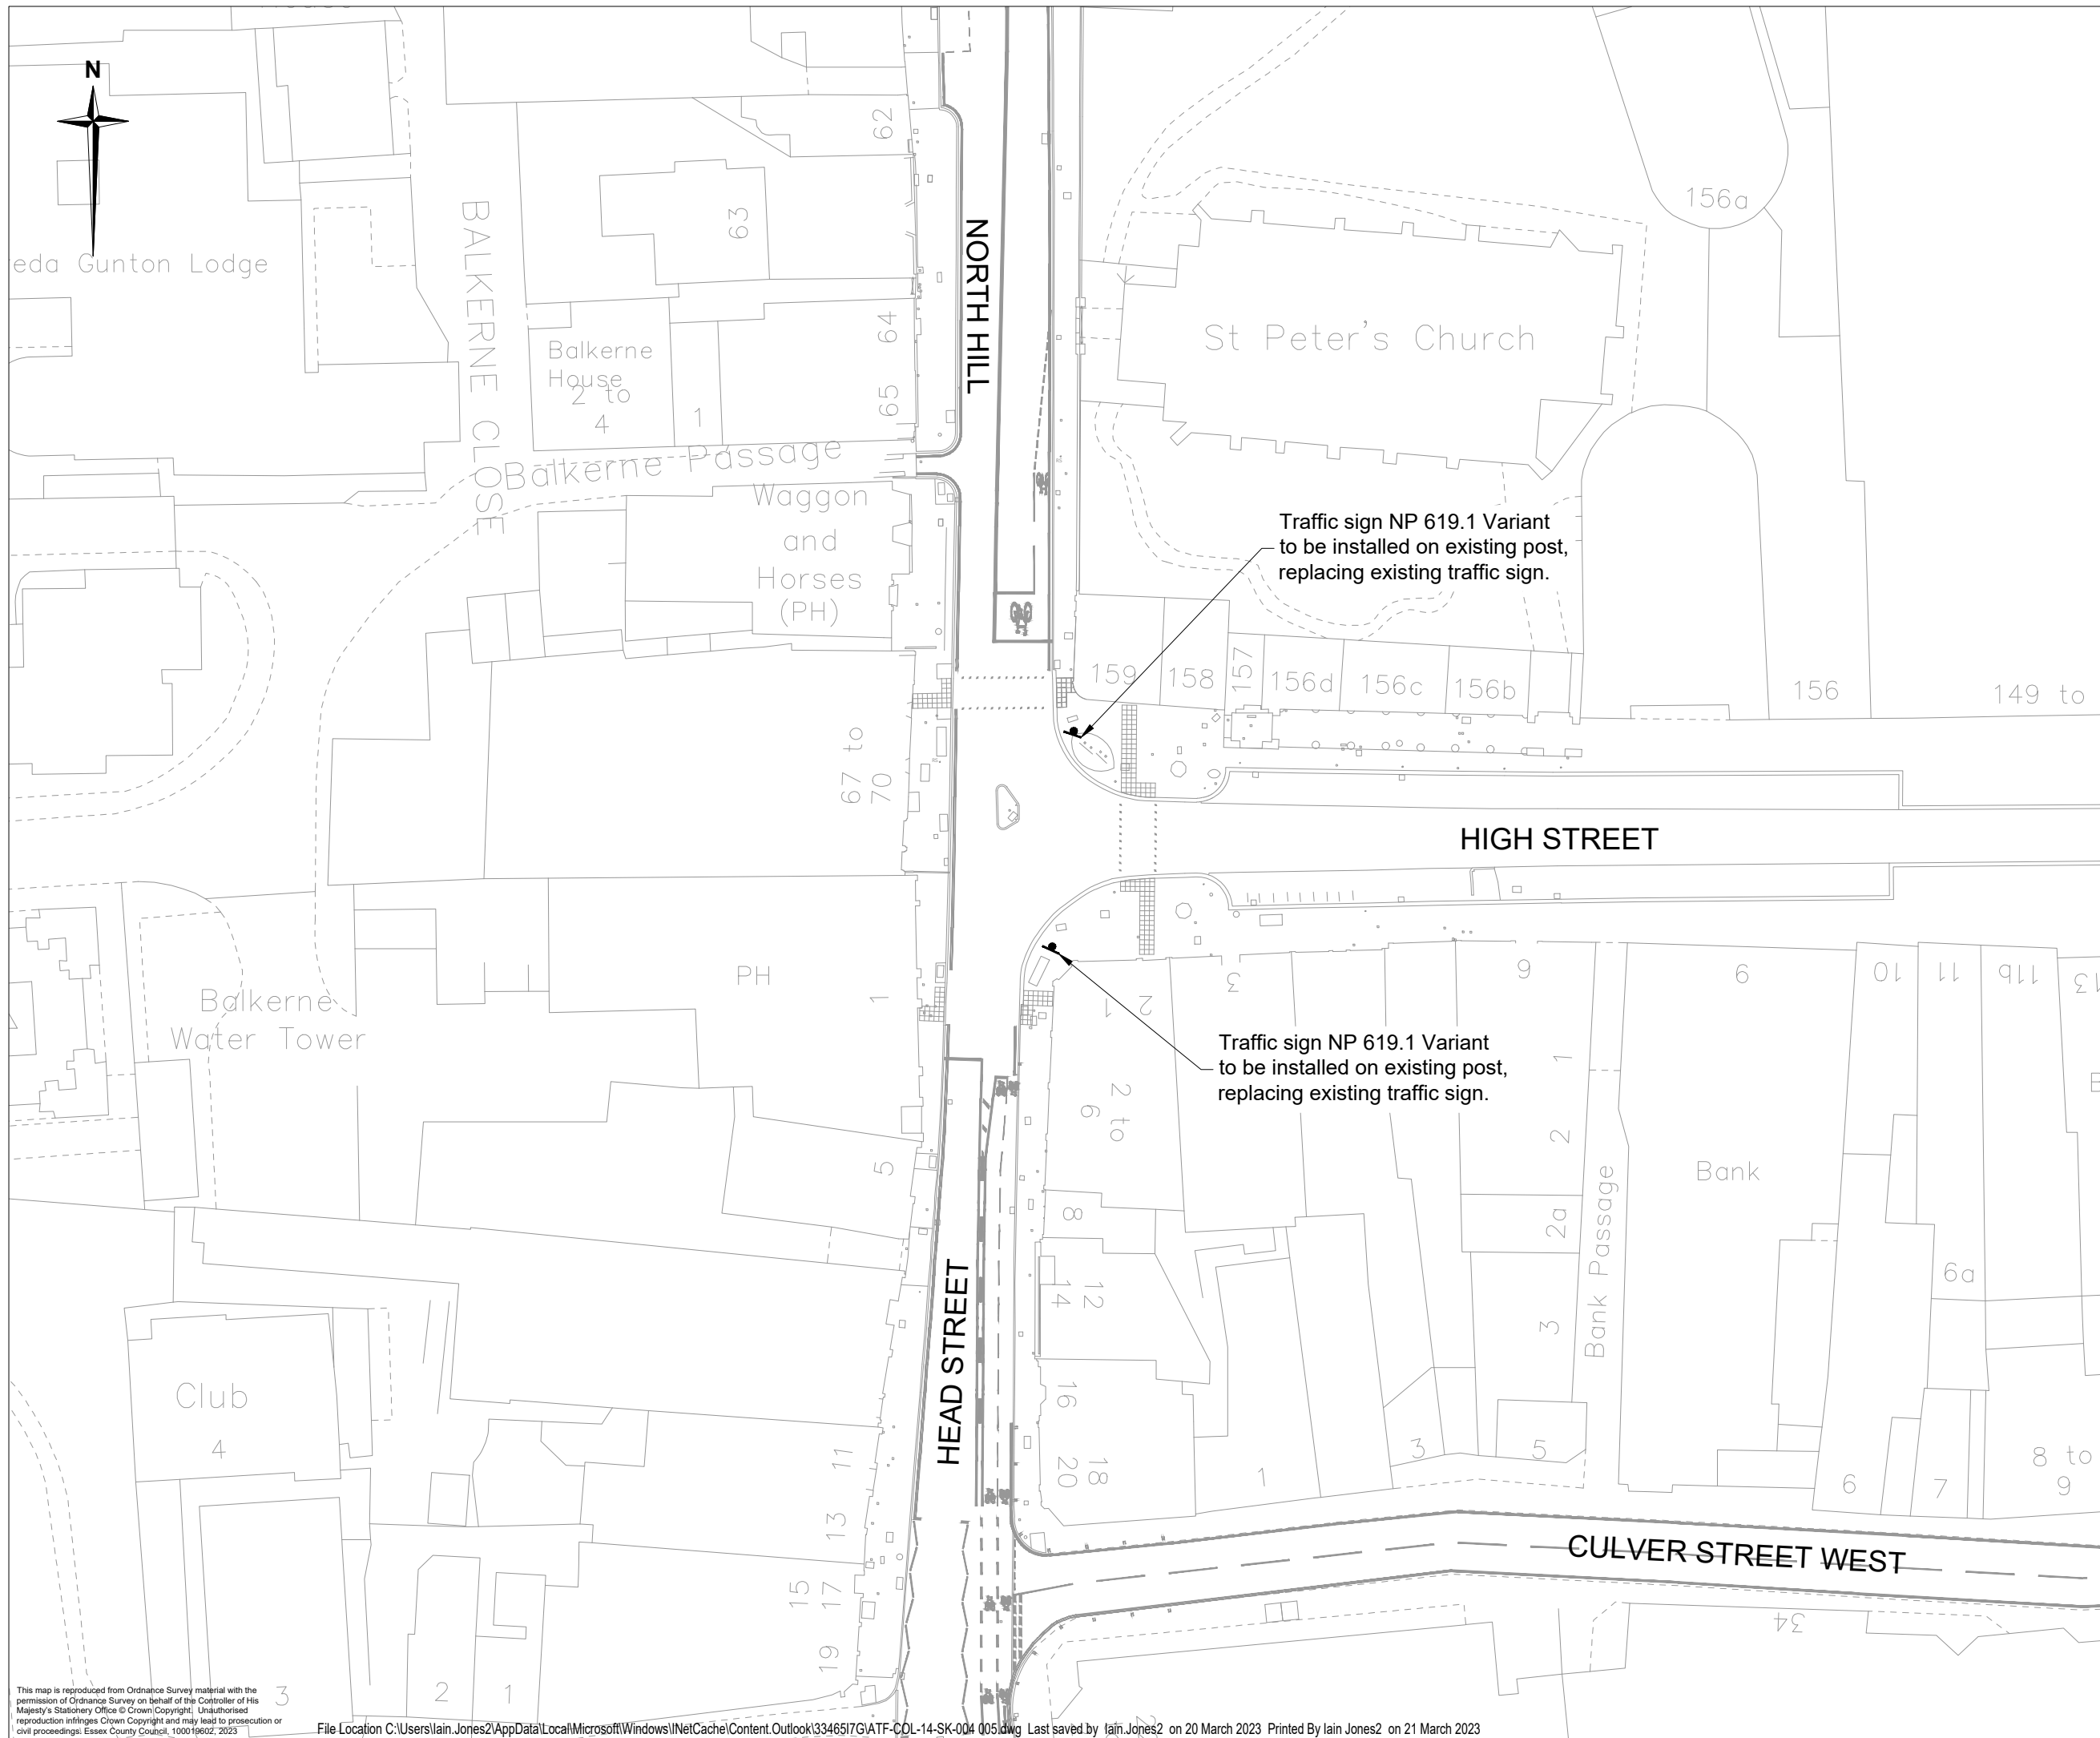 N
eda Gunton Lodge
BALKERNE CLOSE
62
63
Balkerne
House
2 to
4
1
64
65
Balkerne Passage
NORTH HILL
Waggon
and
Horses
(PH)
St Peter's Church
156a
Traffic sign NP 619.1 Variant
to be installed on existing post,
replacing existing traffic sign.
159
158
157
156d
156c
156b
156
149 to
67 to
70
HIGH STREET
PH
1
Balkerne
Water Tower
5
1
2
3
6
9
10
11
11b
13
Traffic sign NP 619.1 Variant
to be installed on existing post,
replacing existing traffic sign.
2 to
6
8
12
14
16
18
20
1
2
2a
3
Bank Passage
Bank
6a
HEAD STREET
Club
4
11
13
15
17
19
1
3
5
6
7
8 to
9
CULVER STREET WEST
34
3
2
1
This map is reproduced from Ordnance Survey material with the
permission of Ordnance Survey on behalf of the Controller of His
Majesty's Stationery Office © Crown Copyright. Unauthorised
reproduction infringes Crown Copyright and may lead to prosecution or
civil proceedings. Essex County Council, 100019602, 2023
File Location C:\Users\Iain.Jones2\AppData\Local\Microsoft\Windows\INetCache\Content.Outlook\33465I7G\ATF-COL-14-SK-004 005.dwg Last saved by Iain.Jones2 on 20 March 2023 Printed By Iain Jones2 on 21 March 2023